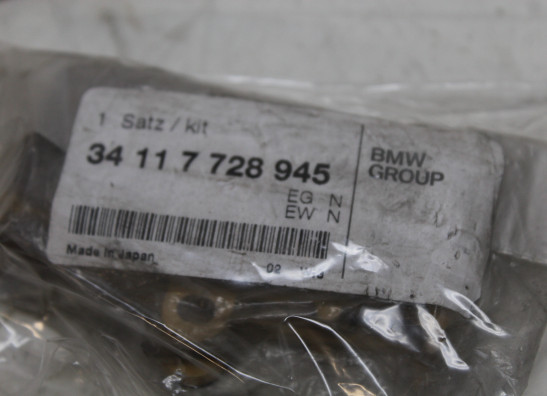 1 Satz / kit
34 11 7 728 945
EG N
EW N
Made in Japan
02
BMW
GROUP